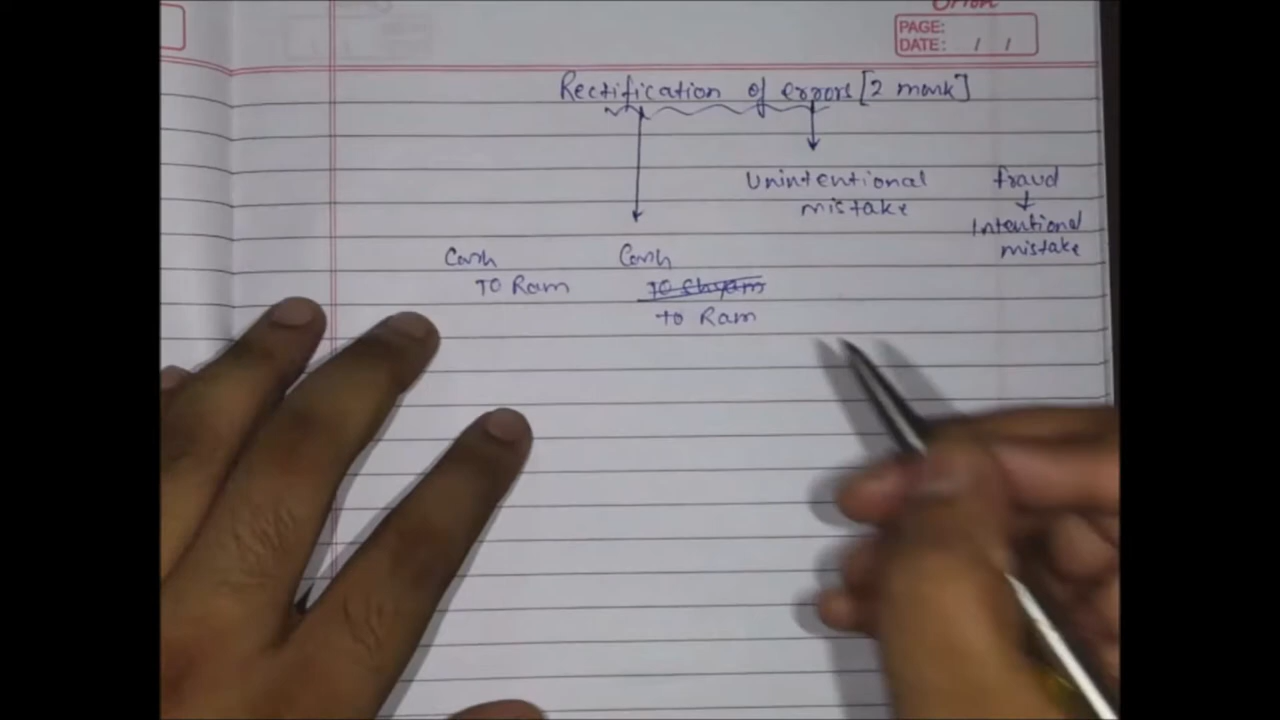 Orion
PAGE:
DATE: / /
Rectification of errors [2 mark]
Unintentional
mistake
fraud
Intentional
mistake
Cash
TO Ram
Cash
TO Shyam
to Ram